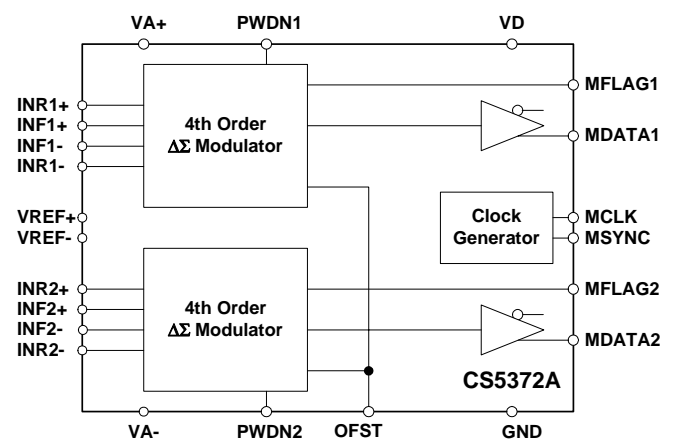 VA+ PWDN1 VD
MFLAG1
INR1+
INF1+
INF1-
INR1-
4th Order
ΔΣ Modulator
MDATA1
VREF+
VREF-
Clock
Generator
MCLK
MSYNC
INR2+
INF2+
INF2-
INR2-
4th Order
ΔΣ Modulator
MFLAG2
MDATA2
CS5372A
VA- PWDN2 OFST GND